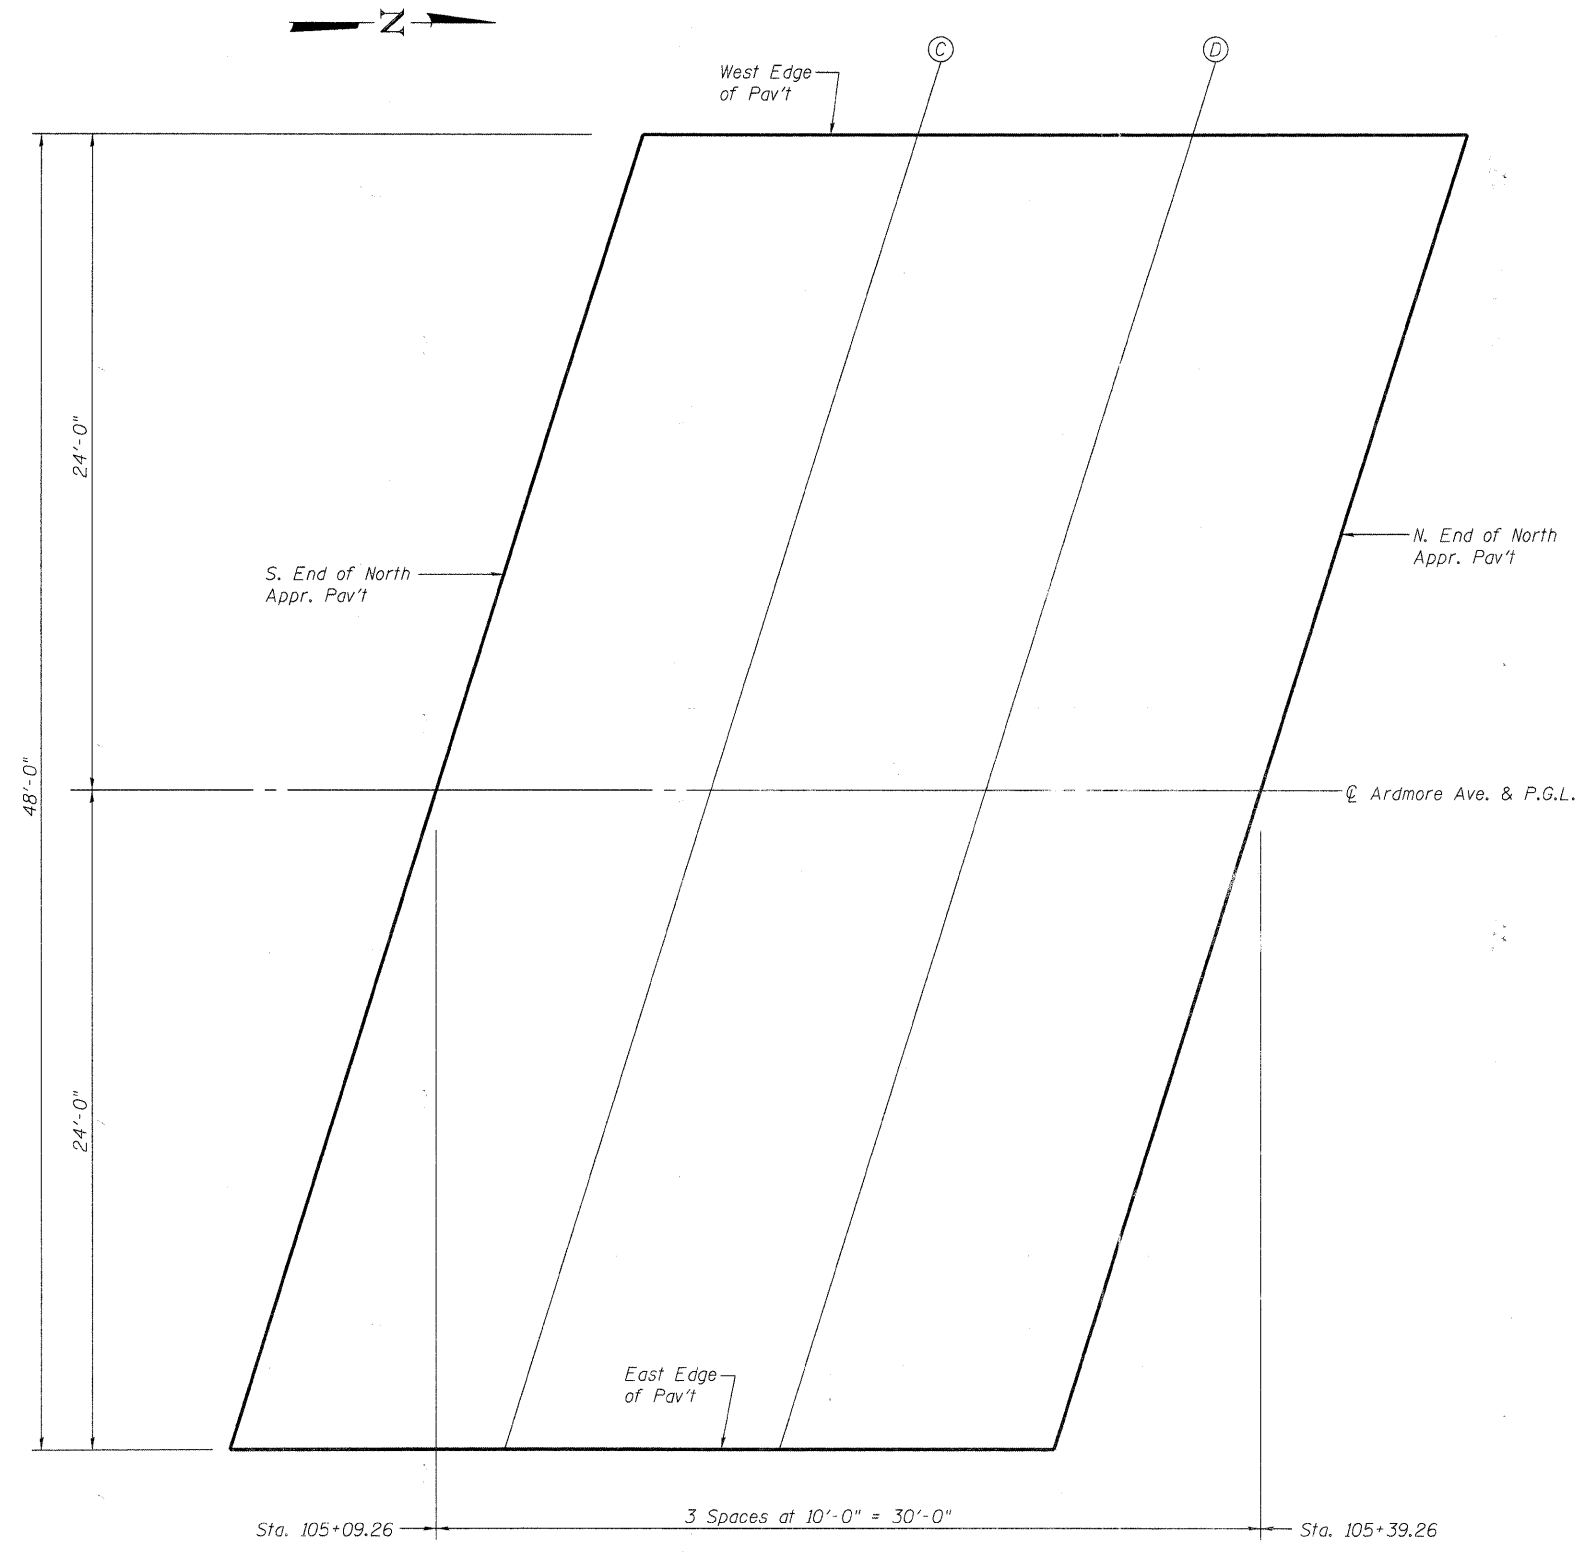 N
C
D
West Edge
of Pav't
24'-0"
N. End of North
Appr. Pav't
S. End of North
Appr. Pav't
48'-0"
℄ Ardmore Ave. & P.G.L.
24'-0"
East Edge
of Pav't
3 Spaces at 10'-0" = 30'-0"
Sta. 105+09.26
Sta. 105+39.26